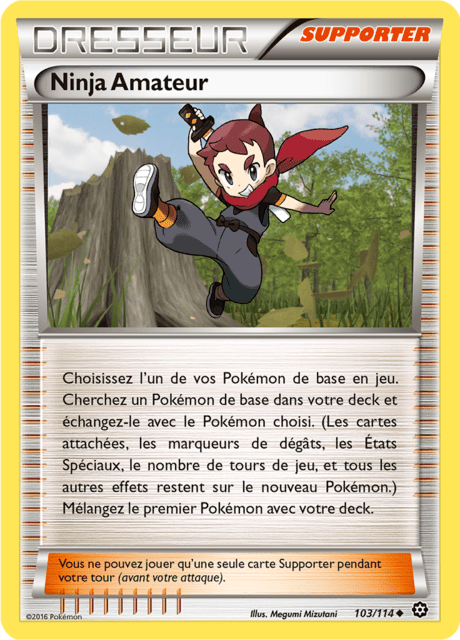 DRESSEUR
SUPPORTER
Ninja Amateur
Choisissez l'un de vos Pokémon de base en jeu.
Cherchez un Pokémon de base dans votre deck et
échangez-le avec le Pokémon choisi. (Les cartes
attachées, les marqueurs de dégâts, les États
Spéciaux, le nombre de tours de jeu, et tous les
autres effets restent sur le nouveau Pokémon.)
Mélangez le premier Pokémon avec votre deck.
Vous ne pouvez jouer qu'une seule carte Supporter pendant
votre tour (avant votre attaque).
©2016 Pokémon
Illus. Megumi Mizutani
103/114